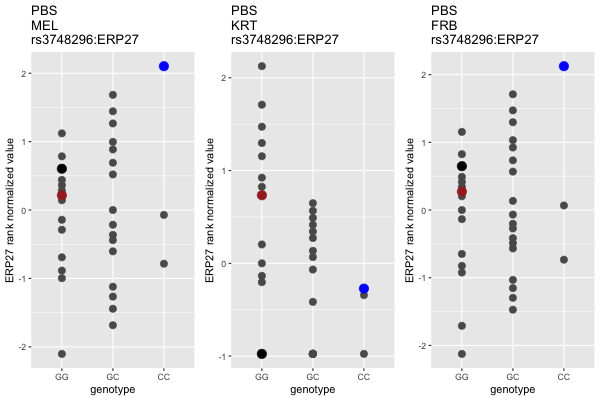 PBS
MEL
rs3748296:ERP27
ERP27 rank normalized value
2
1
0
-1
-2
GG
GC
CC
genotype
PBS
KRT
rs3748296:ERP27
ERP27 rank normalized value
2
1
0
-1
GG
GC
CC
genotype
PBS
FRB
rs3748296:ERP27
ERP27 rank normalized value
2
1
0
-1
-2
GG
GC
CC
genotype